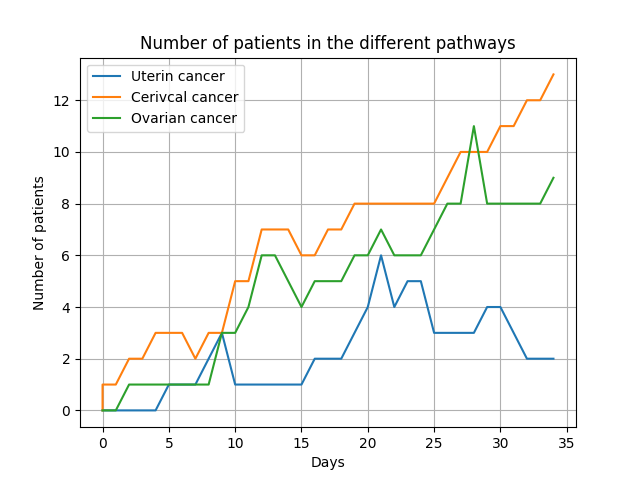 Number of patients in the different pathways
Uterin cancer
Cerivcal cancer
Ovarian cancer
Number of patients
12
10
8
6
4
2
0
0 5 10 15 20 25 30 35
Days